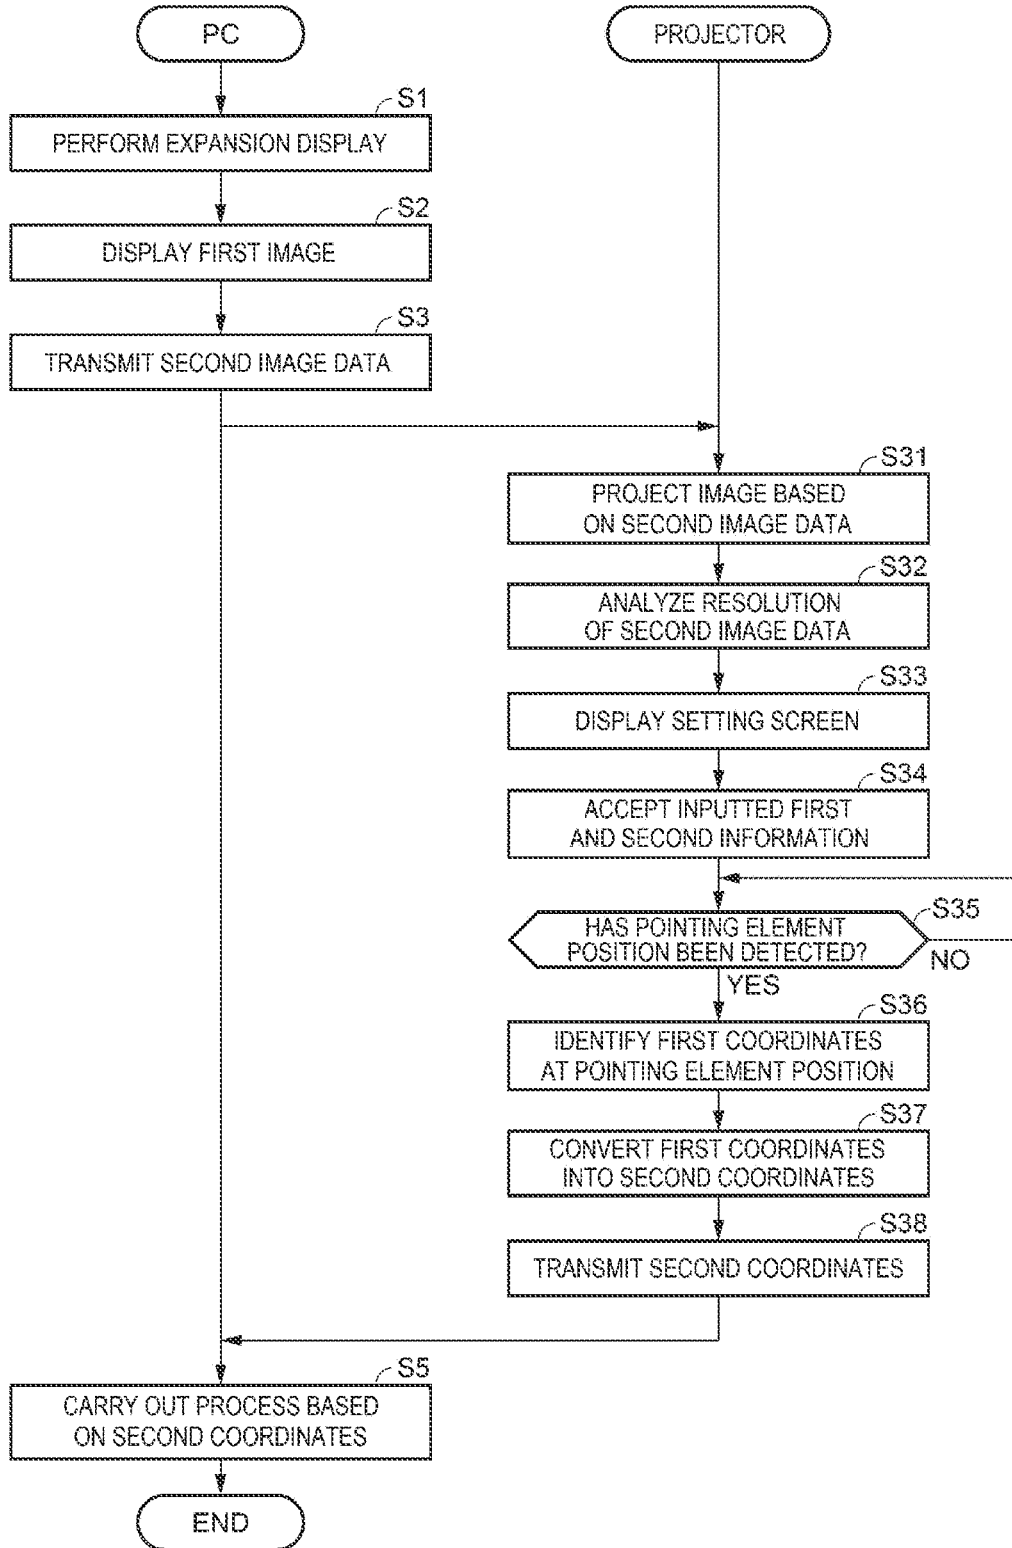 PC
PROJECTOR
S1
PERFORM EXPANSION DISPLAY
S2
DISPLAY FIRST IMAGE
S3
TRANSMIT SECOND IMAGE DATA
S31
PROJECT IMAGE BASED
ON SECOND IMAGE DATA
S32
ANALYZE RESOLUTION
OF SECOND IMAGE DATA
S33
DISPLAY SETTING SCREEN
S34
ACCEPT INPUTTED FIRST
AND SECOND INFORMATION
S35
HAS POINTING ELEMENT
POSITION BEEN DETECTED?
NO
YES
S36
IDENTIFY FIRST COORDINATES
AT POINTING ELEMENT POSITION
S37
CONVERT FIRST COORDINATES
INTO SECOND COORDINATES
S38
TRANSMIT SECOND COORDINATES
S5
CARRY OUT PROCESS BASED
ON SECOND COORDINATES
END